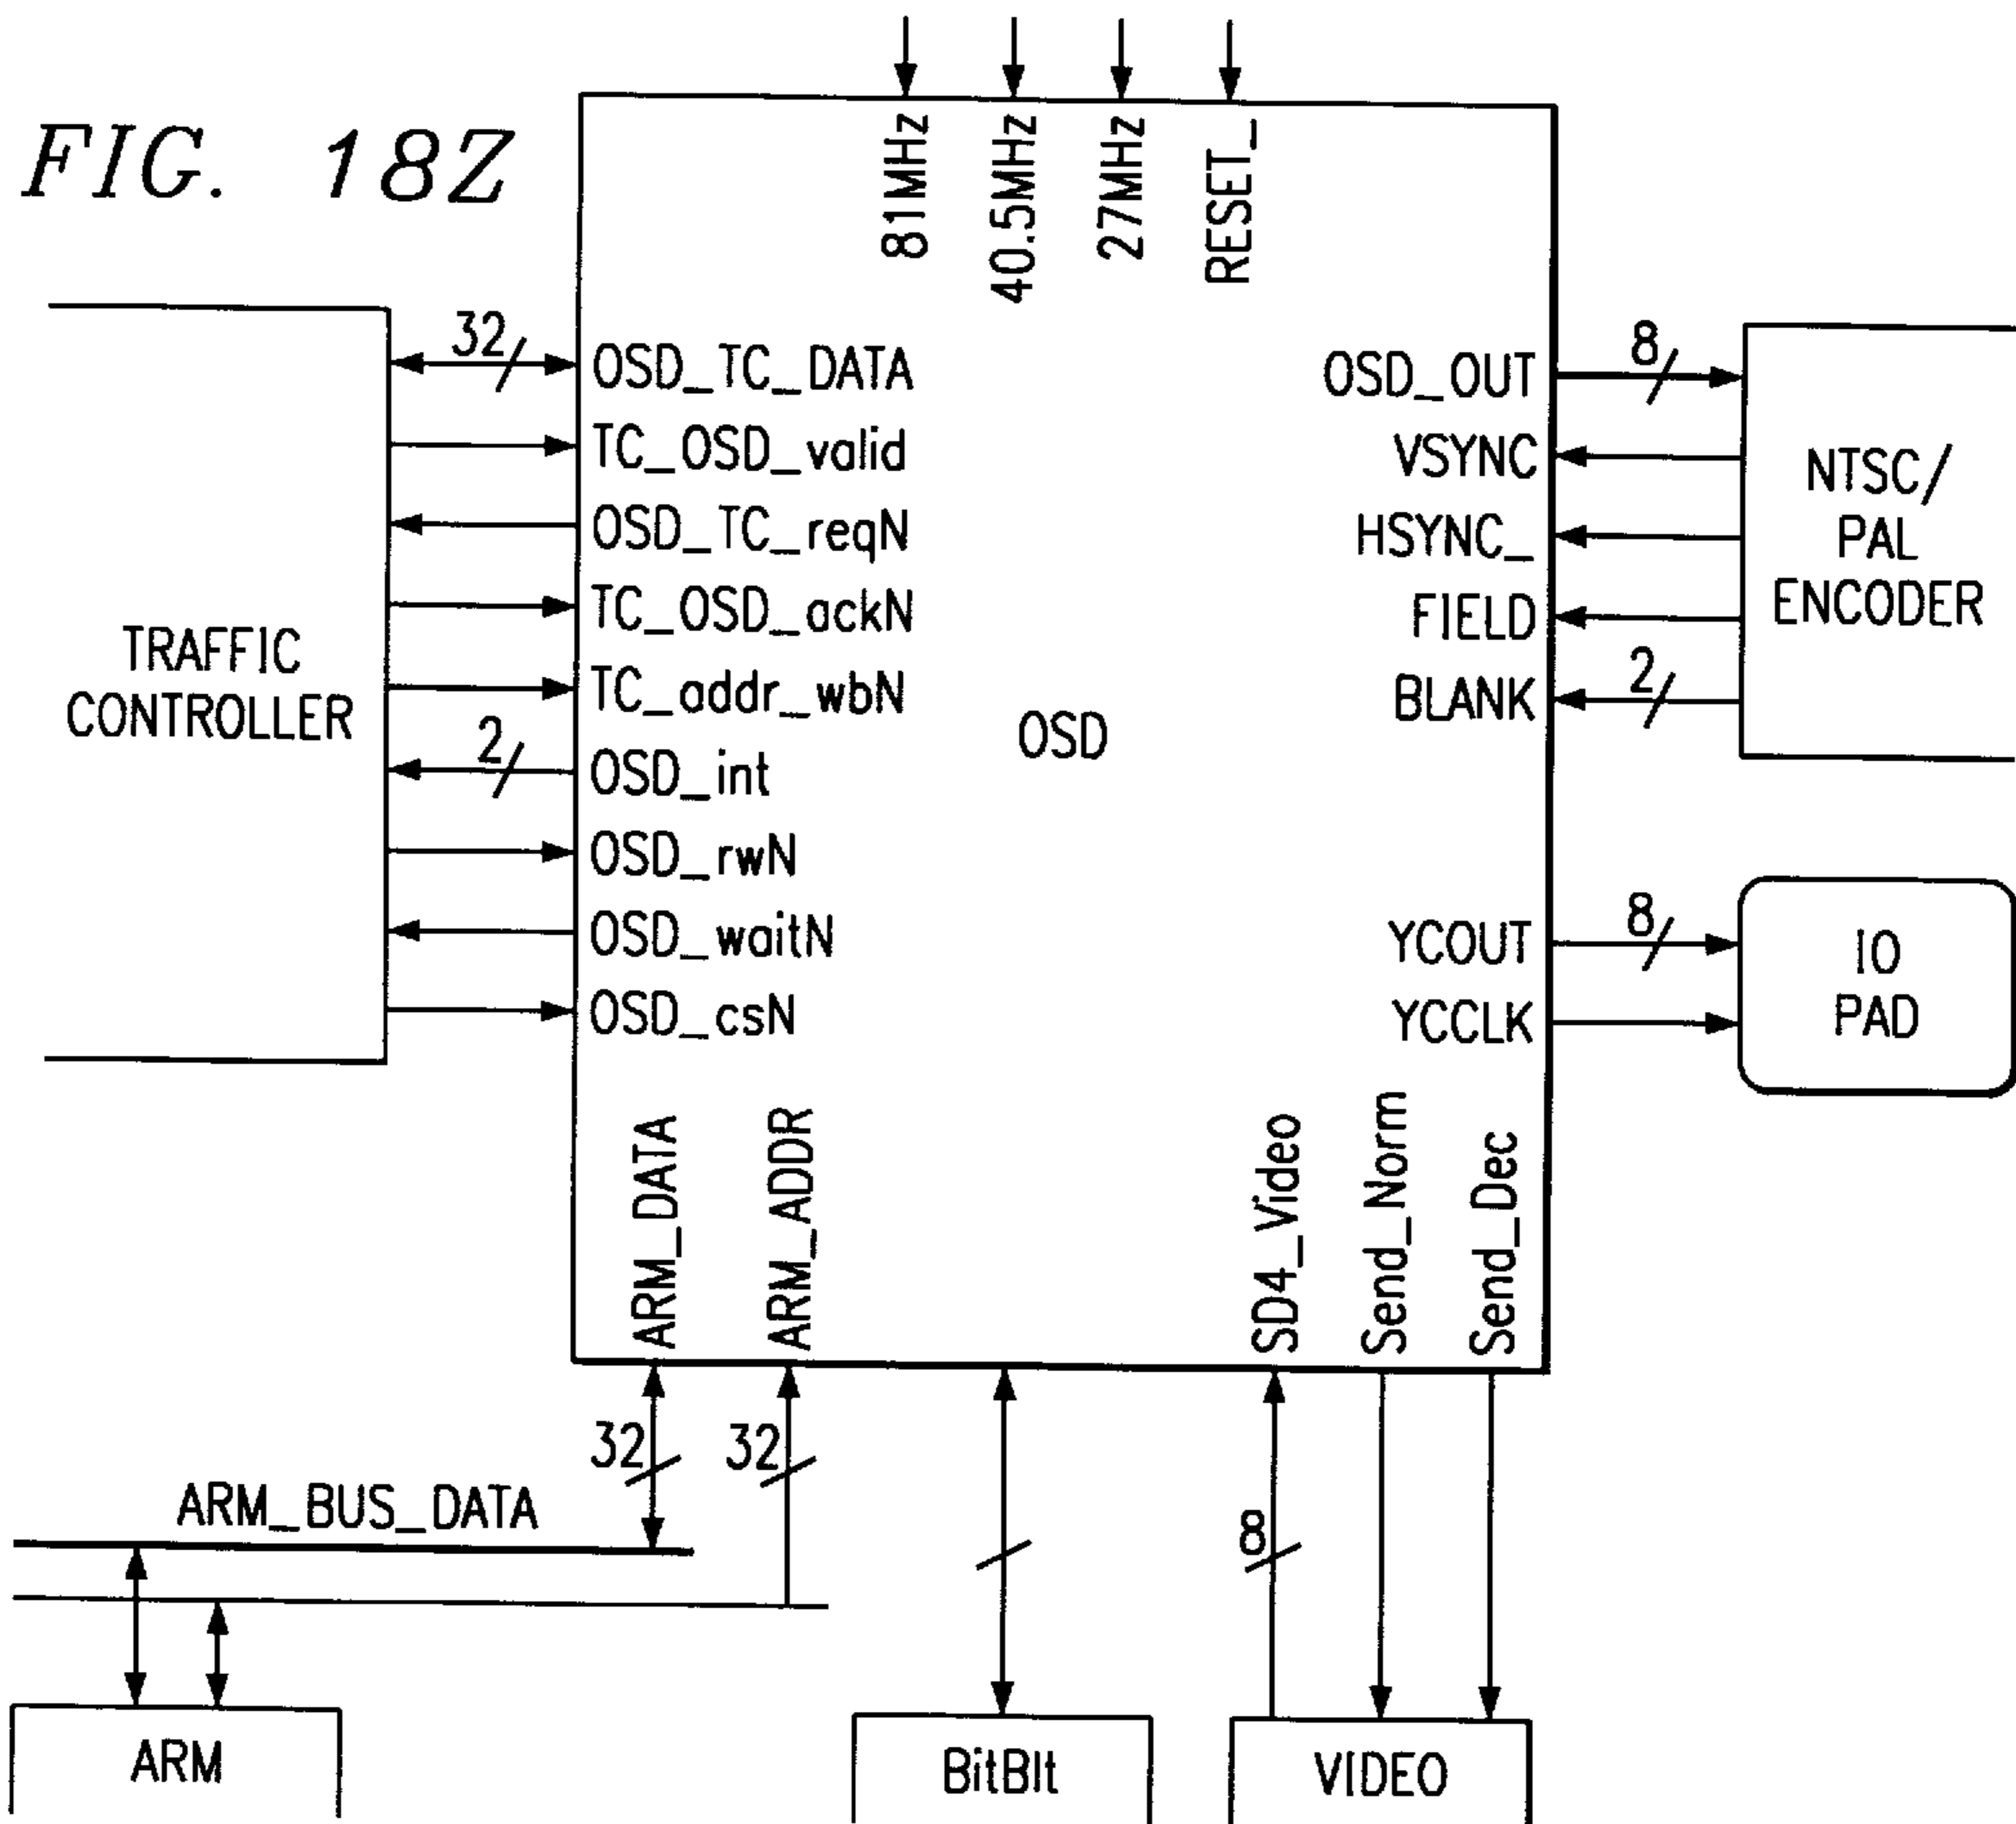 FIG. 18Z
81MHz
40.5MHz
27MHz
RESET_
TRAFFIC
CONTROLLER
32
2
OSD_TC_DATA
TC_OSD_valid
OSD_TC_reqN
TC_OSD_ackN
TC_addr_wbN
OSD_int
OSD_rwN
OSD_waitN
OSD_csN
OSD
OSD_OUT
VSYNC
HSYNC_
FIELD
BLANK
8
2
NTSC/
PAL
ENCODER
YCOUT
YCCLK
8
IO
PAD
ARM_DATA
ARM_ADDR
SD4_Video
Send_Norm
Send_Dec
32
32
8
ARM_BUS_DATA
ARM
BitBlt
VIDEO